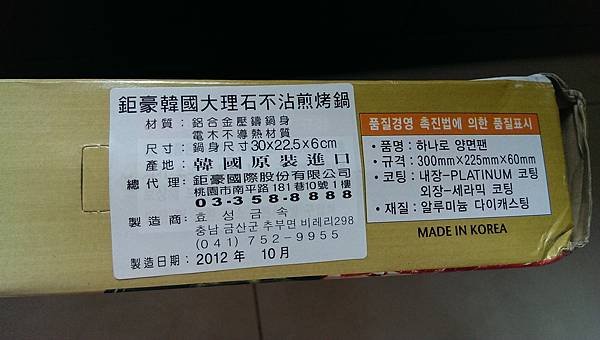 鉅豪韓國大理石不沾煎烤鍋
材質：鋁合金壓鑄鍋身
電木不導熱材質
尺寸：鍋身尺寸30x22.5x6cm
產地：韓國原裝進口
總代理：鉅豪國際股份有限公司
桃園市南平路181巷10號1樓
03-358-8888
製造商：효성금속
충남 금산군 추부면 비레리298
(041) 752-9955
製造日期：2012 年 10月
품질경영 촉진법에 의한 품질표시
• 품명 : 하나로 양면팬
• 규격 : 300mm×225mm×60mm
• 코팅 : 내장-PLATINUM 코팅
외장-세라믹 코팅
• 재질 : 알루미늄 다이캐스팅
MADE IN KOREA